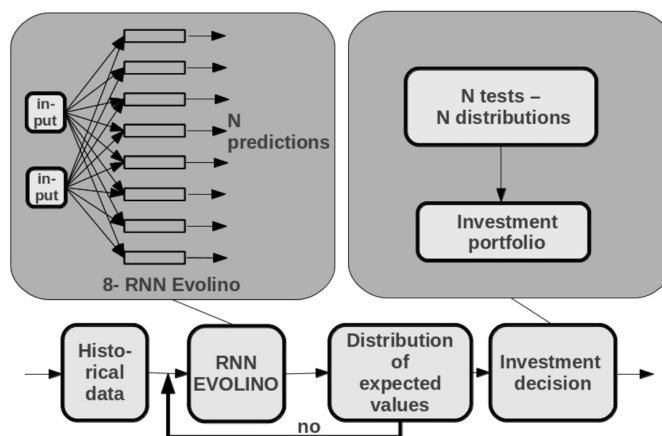 in-
put
in-
put
N
predictions
8- RNN Evolino
N tests –
N distributions
Investment
portfolio
Histo-
rical
data
RNN
EVOLINO
Distribution
of
expected
values
Investment
decision
no